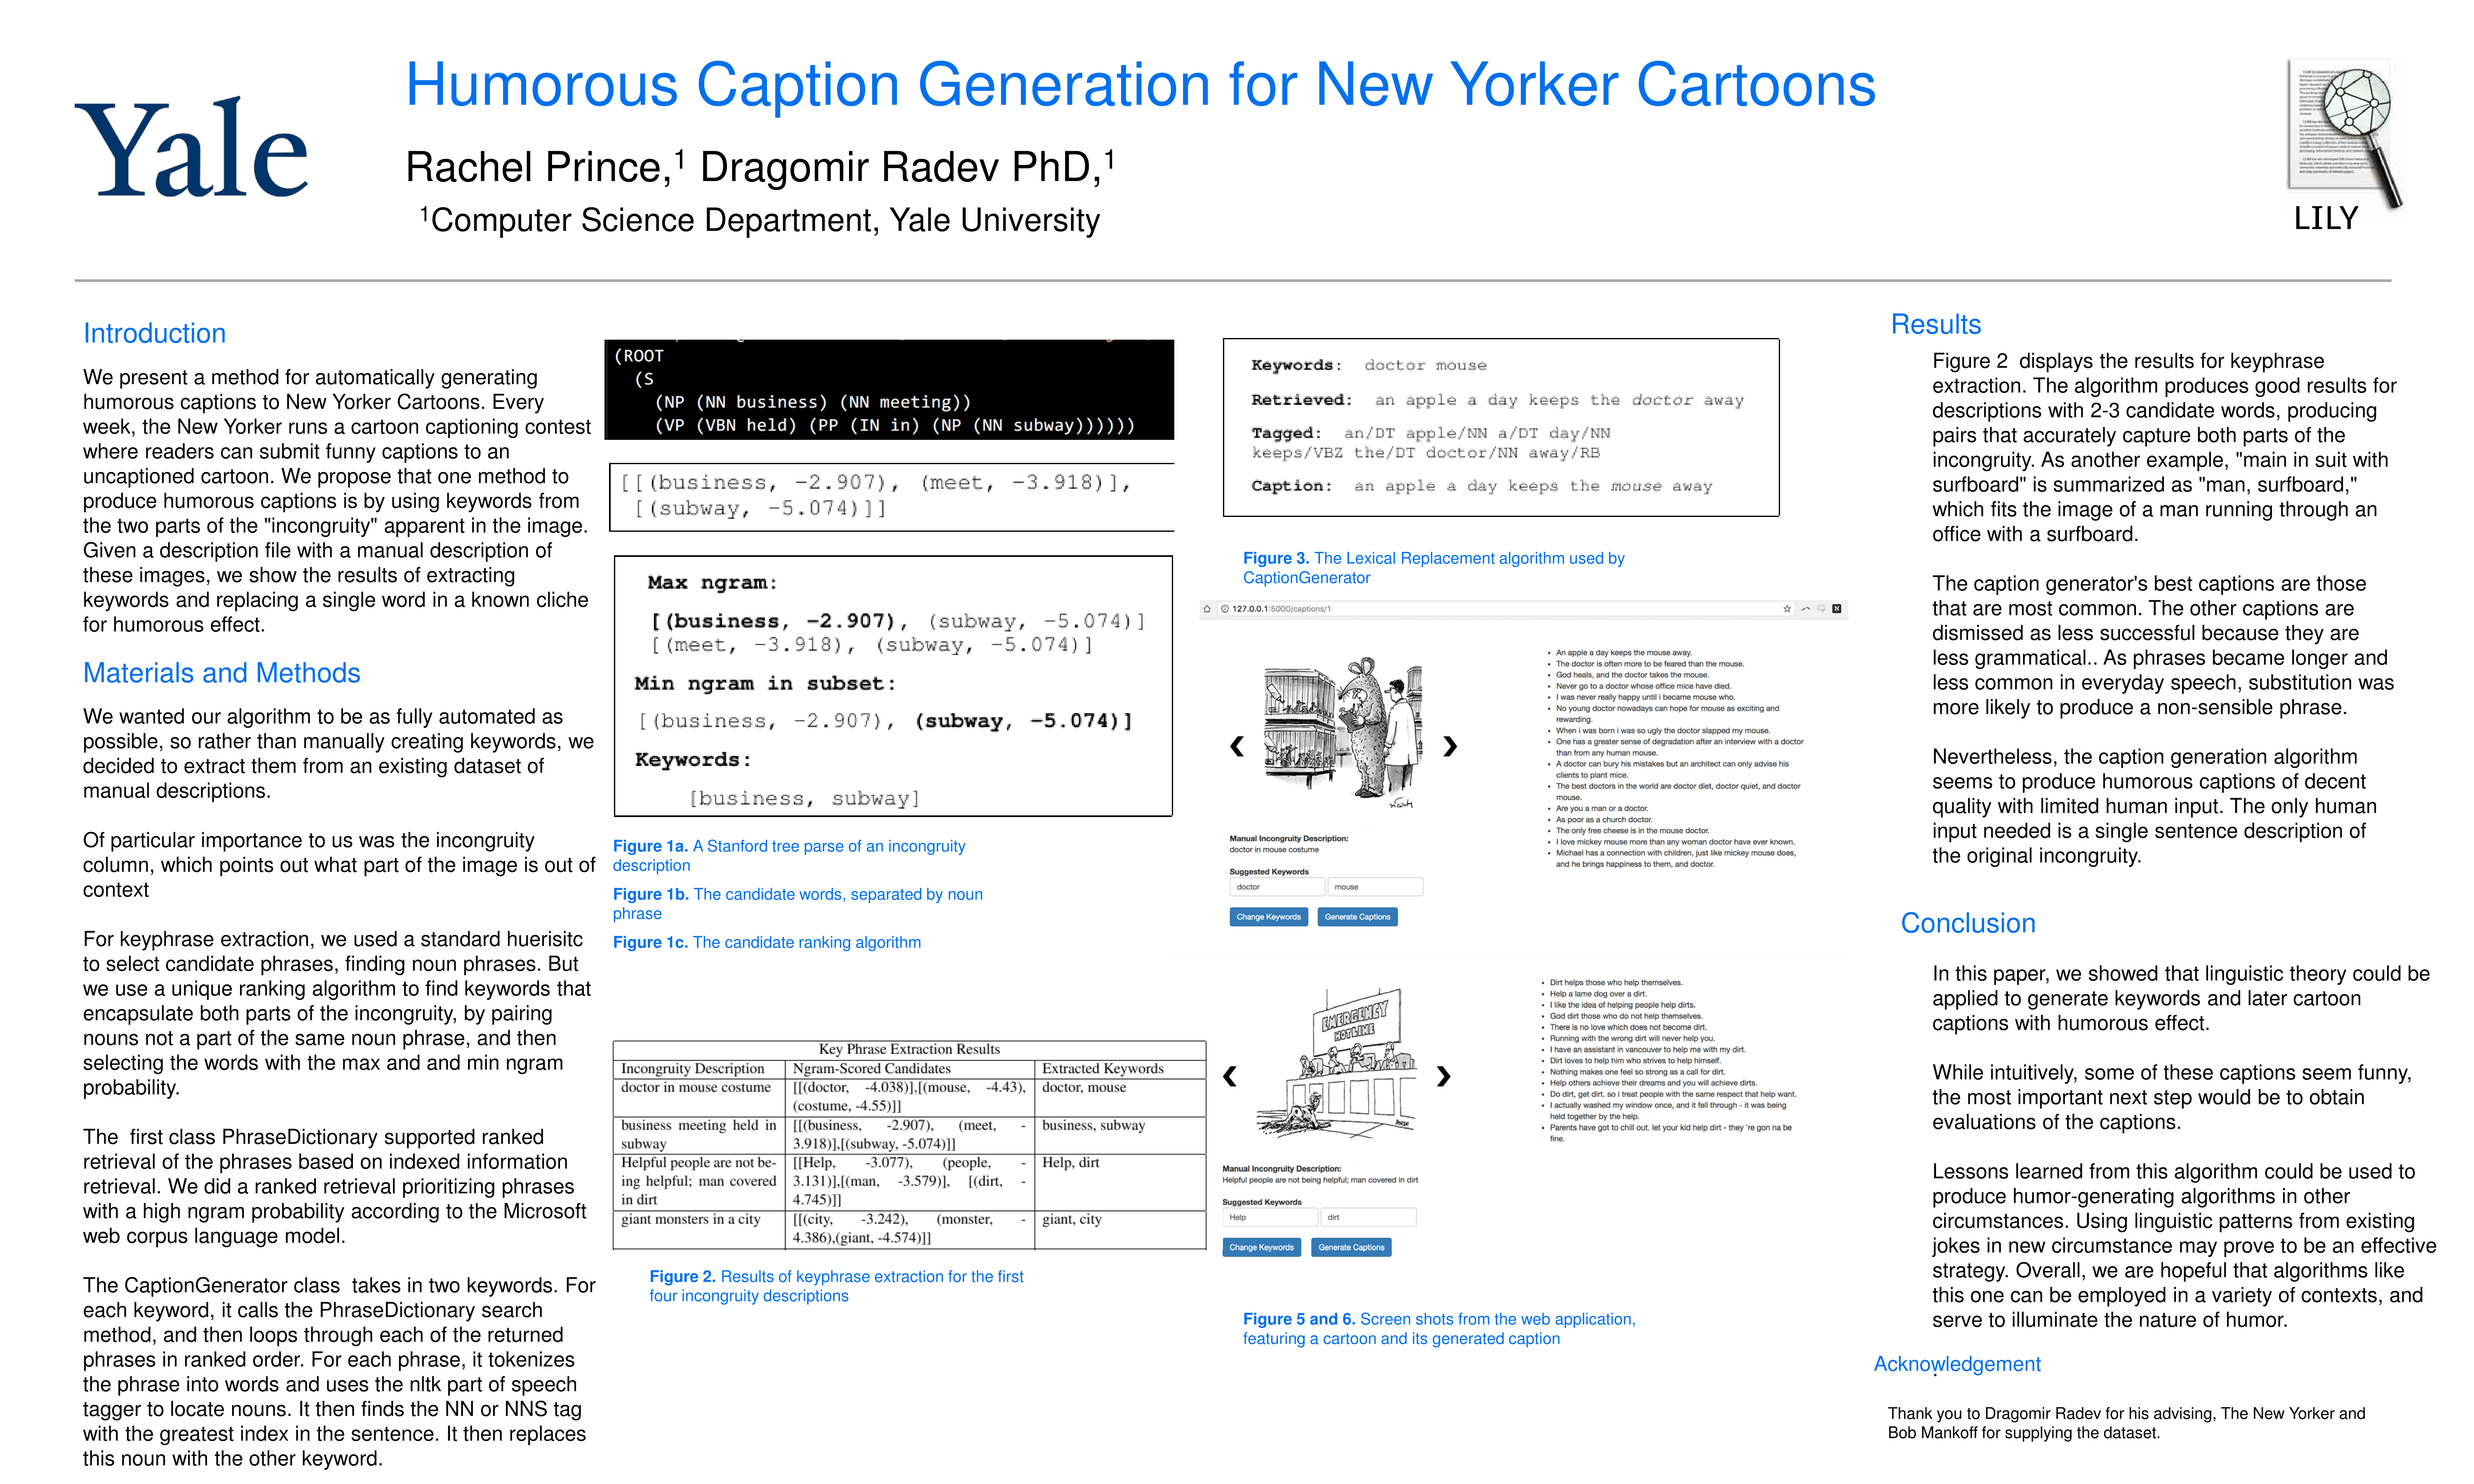 Yale
Humorous Caption Generation for New Yorker Cartoons
Rachel Prince,1 Dragomir Radev PhD,1
1Computer Science Department, Yale University
LILY
Introduction
We present a method for automatically generating
humorous captions to New Yorker Cartoons. Every
week, the New Yorker runs a cartoon captioning contest
where readers can submit funny captions to an
uncaptioned cartoon. We propose that one method to
produce humorous captions is by using keywords from
the two parts of the "incongruity" apparent in the image.
Given a description file with a manual description of
these images, we show the results of extracting
keywords and replacing a single word in a known cliche
for humorous effect.
Materials and Methods
We wanted our algorithm to be as fully automated as
possible, so rather than manually creating keywords, we
decided to extract them from an existing dataset of
manual descriptions.
Of particular importance to us was the incongruity
column, which points out what part of the image is out of
context
For keyphrase extraction, we used a standard huerisitc
to select candidate phrases, finding noun phrases. But
we use a unique ranking algorithm to find keywords that
encapsulate both parts of the incongruity, by pairing
nouns not a part of the same noun phrase, and then
selecting the words with the max and and min ngram
probability.
The  first class PhraseDictionary supported ranked
retrieval of the phrases based on indexed information
retrieval. We did a ranked retrieval prioritizing phrases
with a high ngram probability according to the Microsoft
web corpus language model.
The CaptionGenerator class  takes in two keywords. For
each keyword, it calls the PhraseDictionary search
method, and then loops through each of the returned
phrases in ranked order. For each phrase, it tokenizes
the phrase into words and uses the nltk part of speech
tagger to locate nouns. It then finds the NN or NNS tag
with the greatest index in the sentence. It then replaces
this noun with the other keyword.
(ROOT
(S
(NP (NN business) (NN meeting))
(VP (VBN held) (PP (IN in) (NP (NN subway))))))
[[(business, -2.907), (meet, -3.918)],
[(subway, -5.074)]]
Max ngram:
[(business, -2.907), (subway, -5.074)]
[(meet, -3.918), (subway, -5.074)]
Min ngram in subset:
[(business, -2.907), (subway, -5.074)]
Keywords:
[business, subway]
Figure 1a. A Stanford tree parse of an incongruity
description
Figure 1b. The candidate words, separated by noun
phrase
Figure 1c. The candidate ranking algorithm
Key Phrase Extraction Results
Incongruity Description Ngram-Scored Candidates Extracted Keywords
doctor in mouse costume [[(doctor, -4.038)],[(mouse, -4.43), doctor, mouse
(costume, -4.55)]]
business meeting held in [[(business, -2.907), (meet, - business, subway
subway 3.918)],[(subway, -5.074)]]
Helpful people are not be- [[Help, -3.077), (people, - Help, dirt
ing helpful; man covered 3.131)],[(man, -3.579)], [(dirt, -
in dirt 4.745)]]
giant monsters in a city [[(city, -3.242), (monster, - giant, city
4.386),(giant, -4.574)]]
Figure 2. Results of keyphrase extraction for the first
four incongruity descriptions
Keywords: doctor mouse
Retrieved: an apple a day keeps the doctor away
Tagged: an/DT apple/NN a/DT day/NN
keeps/VBZ the/DT doctor/NN away/RB
Caption: an apple a day keeps the mouse away
Figure 3. The Lexical Replacement algorithm used by
CaptionGenerator
127.0.0.1:5000/captions/1
• An apple a day keeps the mouse away.
• The doctor is often more to be feared than the mouse.
• God heals, and the doctor takes the mouse.
• Never go to a doctor whose office mice have died.
• I was never really happy until i became mouse who.
• No young doctor nowadays can hope for mouse as exciting and
rewarding.
• When i was born i was so ugly the doctor slapped my mouse.
• One has a greater sense of degradation after an interview with a doctor
than from any human mouse.
• A doctor can bury his mistakes but an architect can only advise his
clients to plant mice.
• The best doctors in the world are doctor diet, doctor quiet, and doctor
mouse.
• Are you a man or a doctor.
• As poor as a church doctor.
• The only free cheese is in the mouse doctor.
• I love mickey mouse more than any woman doctor have ever known.
• Michael has a connection with children, just like mickey mouse does,
and he brings happiness to them, and doctor.
Manual Incongruity Description:
doctor in mouse costume
Suggested Keywords
doctor mouse
Change Keywords Generate Captions
EMERGENCY
HOTLINE
• Dirt helps those who help themselves.
• Help a lame dog over a dirt.
• I like the idea of helping people help dirts.
• God dirt those who do not help themselves.
• There is no love which does not become dirt.
• Running with the wrong dirt will never help you.
• I have an assistant in vancouver to help me with my dirt.
• Dirt loves to help him who strives to help himself.
• Nothing makes one feel so strong as a call for dirt.
• Help others achieve their dreams and you will achieve dirts.
• Do dirt, get dirt. so i treat people with the same respect that help want.
• I actually washed my window once, and it fell through - it was being
held together by the help.
• Parents have got to chill out. let your kid help dirt - they 're gon na be
fine.
Manual Incongruity Description:
Helpful people are not being helpful; man covered in dirt
Suggested Keywords
Help dirt
Change Keywords Generate Captions
Figure 5 and 6. Screen shots from the web application,
featuring a cartoon and its generated caption
Results
Figure 2  displays the results for keyphrase
extraction. The algorithm produces good results for
descriptions with 2-3 candidate words, producing
pairs that accurately capture both parts of the
incongruity. As another example, "main in suit with
surfboard" is summarized as "man, surfboard,"
which fits the image of a man running through an
office with a surfboard.
The caption generator's best captions are those
that are most common. The other captions are
dismissed as less successful because they are
less grammatical.. As phrases became longer and
less common in everyday speech, substitution was
more likely to produce a non-sensible phrase.
Nevertheless, the caption generation algorithm
seems to produce humorous captions of decent
quality with limited human input. The only human
input needed is a single sentence description of
the original incongruity.
Conclusion
In this paper, we showed that linguistic theory could be
applied to generate keywords and later cartoon
captions with humorous effect.
While intuitively, some of these captions seem funny,
the most important next step would be to obtain
evaluations of the captions.
Lessons learned from this algorithm could be used to
produce humor-generating algorithms in other
circumstances. Using linguistic patterns from existing
jokes in new circumstance may prove to be an effective
strategy. Overall, we are hopeful that algorithms like
this one can be employed in a variety of contexts, and
serve to illuminate the nature of humor.
Acknowledgement
.
Thank you to Dragomir Radev for his advising, The New Yorker and
Bob Mankoff for supplying the dataset.